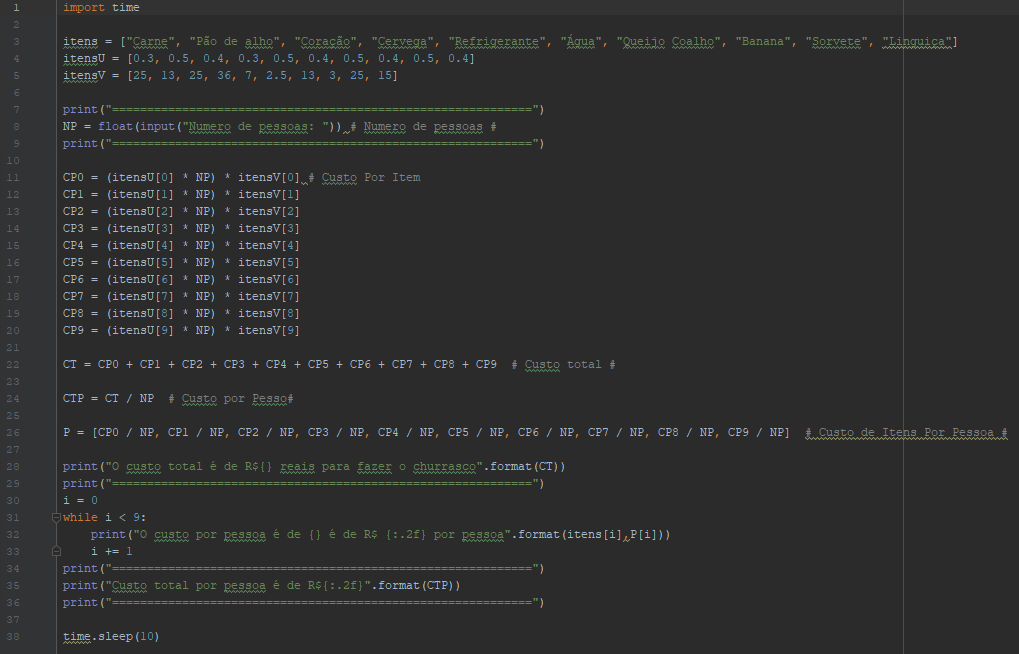 1 import time
2
3 itens = ["Carne", "Pão de alho", "Coração", "Cervega", "Refrigerante", "Água", "Queijo Coalho", "Banana", "Sorvete", "Linguiça"]
4 itensU = [0.3, 0.5, 0.4, 0.3, 0.5, 0.4, 0.5, 0.4, 0.5, 0.4]
5 itensV = [25, 13, 25, 36, 7, 2.5, 13, 3, 25, 15]
6
7 print("============================================================")
8 NP = float(input("Numero de pessoas: ")) # Numero de pessoas #
9 print("============================================================")
10
11 CP0 = (itensU[0] * NP) * itensV[0] # Custo Por Item
12 CP1 = (itensU[1] * NP) * itensV[1]
13 CP2 = (itensU[2] * NP) * itensV[2]
14 CP3 = (itensU[3] * NP) * itensV[3]
15 CP4 = (itensU[4] * NP) * itensV[4]
16 CP5 = (itensU[5] * NP) * itensV[5]
17 CP6 = (itensU[6] * NP) * itensV[6]
18 CP7 = (itensU[7] * NP) * itensV[7]
19 CP8 = (itensU[8] * NP) * itensV[8]
20 CP9 = (itensU[9] * NP) * itensV[9]
21
22 CT = CP0 + CP1 + CP2 + CP3 + CP4 + CP5 + CP6 + CP7 + CP8 + CP9  # Custo total #
23
24 CTP = CT / NP  # Custo por Pesso#
25
26 P = [CP0 / NP, CP1 / NP, CP2 / NP, CP3 / NP, CP4 / NP, CP5 / NP, CP6 / NP, CP7 / NP, CP8 / NP, CP9 / NP]  # Custo de Itens Por Pessoa #
27
28 print("O custo total é de R${} reais para fazer o churrasco".format(CT))
29 print("============================================================")
30 i = 0
31 while i < 9:
32     print("O custo por pessoa é de {} é de R$ {:.2f} por pessoa".format(itens[i],P[i]))
33     i += 1
34 print("============================================================")
35 print("Custo total por pessoa é de R${:.2f}".format(CTP))
36 print("============================================================")
37
38 time.sleep(10)